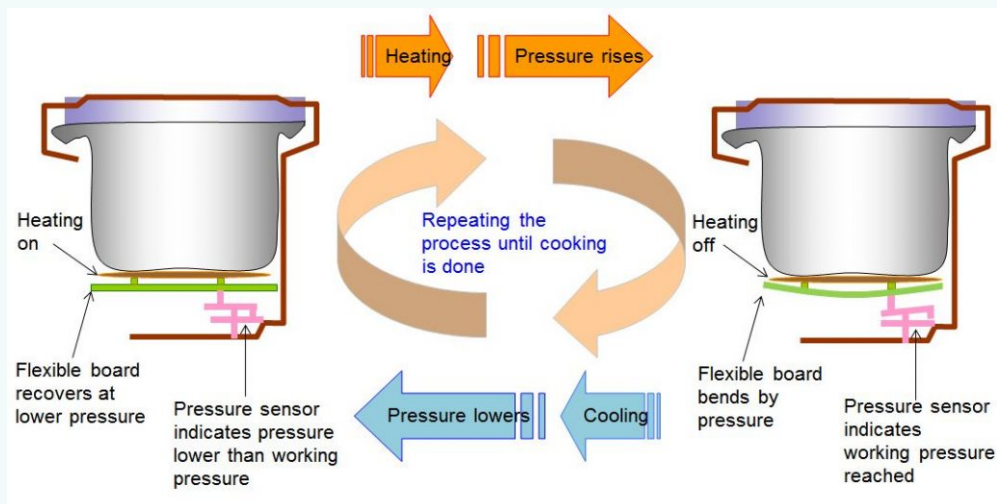 Heating
Pressure rises
Heating
on
Repeating the
process until cooking
is done
Heating
off
Flexible board
recovers at
lower pressure
Pressure sensor
indicates pressure
lower than working
pressure
Pressure lowers
Cooling
Flexible board
bends by
pressure
Pressure sensor
indicates
working pressure
reached